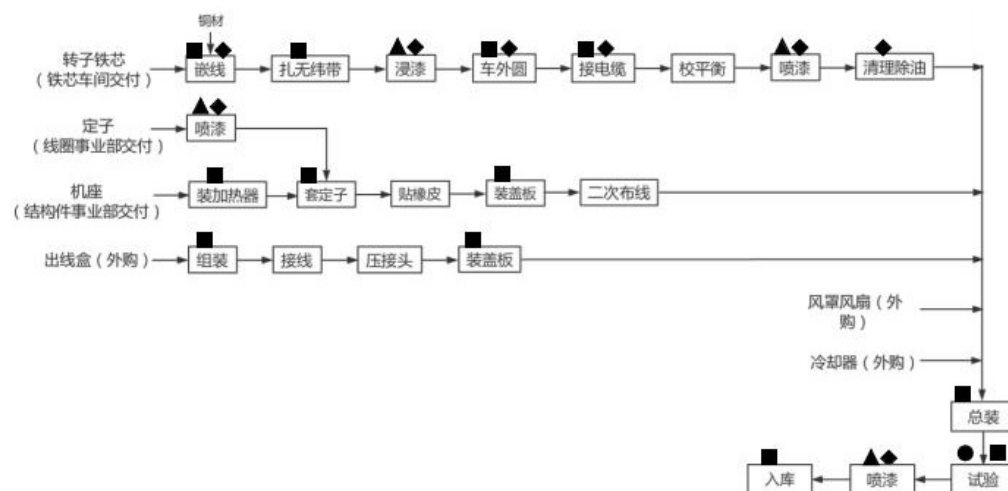 铜材
转子铁芯
（铁芯车间交付）
嵌线
扎无纬带
浸漆
车外圆
接电缆
校平衡
喷漆
清理除油
定子
（线圈事业部交付）
喷漆
机座
（结构件事业部交付）
装加热器
套定子
贴橡皮
装盖板
二次布线
出线盒（外购）
组装
接线
压接头
装盖板
风罩风扇（外
购）
冷却器（外购）
总装
入库
喷漆
试验